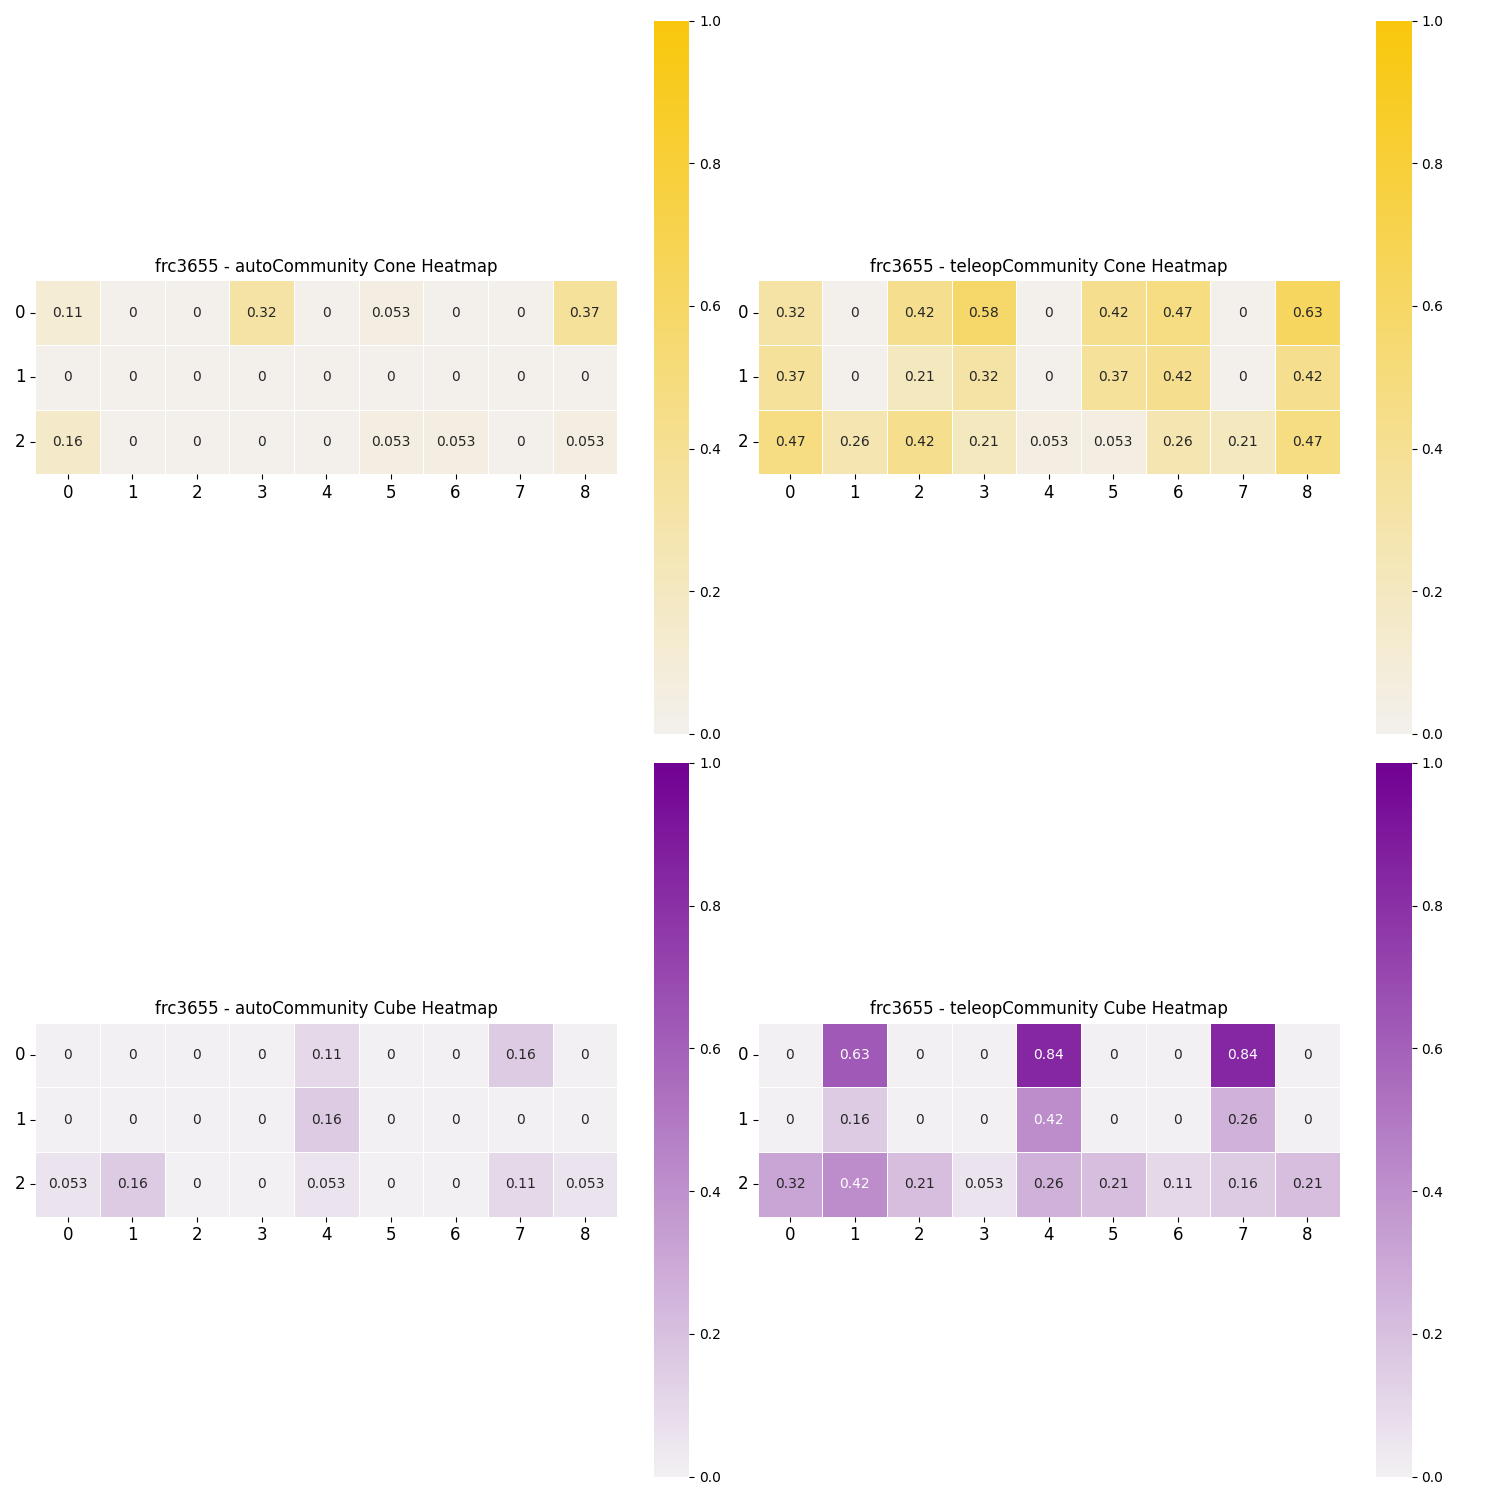 frc3655 - autoCommunity Cone Heatmap
0 0.11 0 0 0.32 0 0.053 0 0 0.37
1 0 0 0 0 0 0 0 0 0
2 0.16 0 0 0 0 0.053 0.053 0 0.053
0 1 2 3 4 5 6 7 8
1.0
0.8
0.6
0.4
0.2
0.0
frc3655 - teleopCommunity Cone Heatmap
0 0.32 0 0.42 0.58 0 0.42 0.47 0 0.63
1 0.37 0 0.21 0.32 0 0.37 0.42 0 0.42
2 0.47 0.26 0.42 0.21 0.053 0.053 0.26 0.21 0.47
0 1 2 3 4 5 6 7 8
1.0
0.8
0.6
0.4
0.2
0.0
frc3655 - autoCommunity Cube Heatmap
0 0 0 0 0 0.11 0 0 0.16 0
1 0 0 0 0 0.16 0 0 0 0
2 0.053 0.16 0 0 0.053 0 0 0.11 0.053
0 1 2 3 4 5 6 7 8
1.0
0.8
0.6
0.4
0.2
0.0
frc3655 - teleopCommunity Cube Heatmap
0 0 0.63 0 0 0.84 0 0 0.84 0
1 0 0.16 0 0 0.42 0 0 0.26 0
2 0.32 0.42 0.21 0.053 0.26 0.21 0.11 0.16 0.21
0 1 2 3 4 5 6 7 8
1.0
0.8
0.6
0.4
0.2
0.0